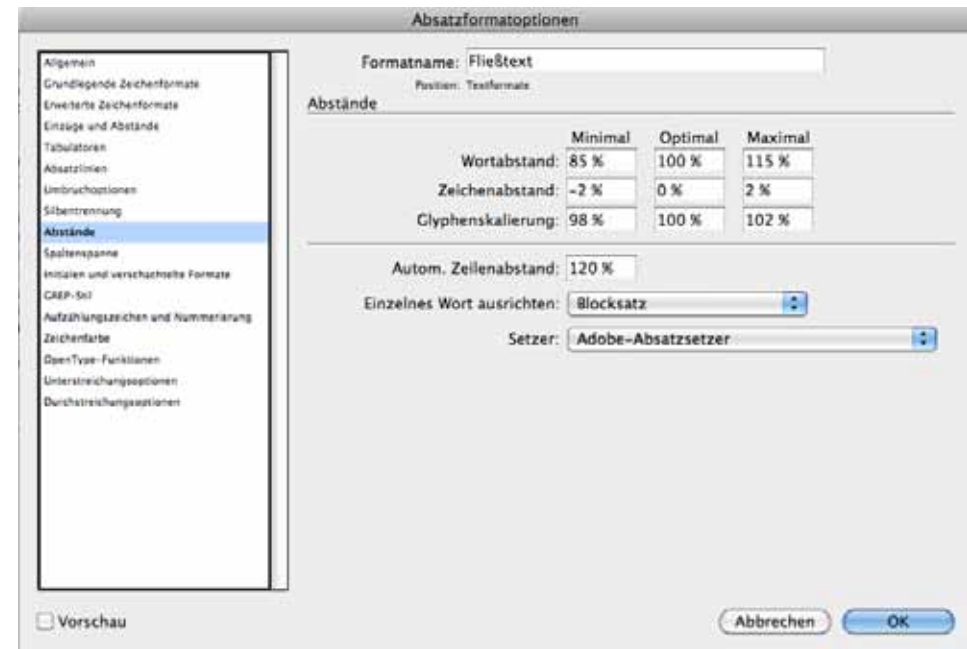 Absatzformatoptionen
Allgemein
Grundlegende Zeichenformate
Erweiterte Zeichenformate
Einzüge und Abstände
Tabulatoren
Absatzlinien
Umbruchoptionen
Silbentrennung
Abstände
Spaltenspanne
Initialen und verschachtelte Formate
GREP-Stil
Aufzählungszeichen und Nummerierung
Zeichenfarbe
OpenType-Funktionen
Unterstreichungsoptionen
Durchstreichungsoptionen
Formatname: Fließtext
Position: Textformate
Abstände
Minimal Optimal Maximal
Wortabstand: 85 % 100 % 115 %
Zeichenabstand: -2 % 0 % 2 %
Glyphenskalierung: 98 % 100 % 102 %
Autom. Zeilenabstand: 120 %
Einzelnes Wort ausrichten: Blocksatz
Setzer: Adobe-Absatzsetzer
Vorschau
Abbrechen OK